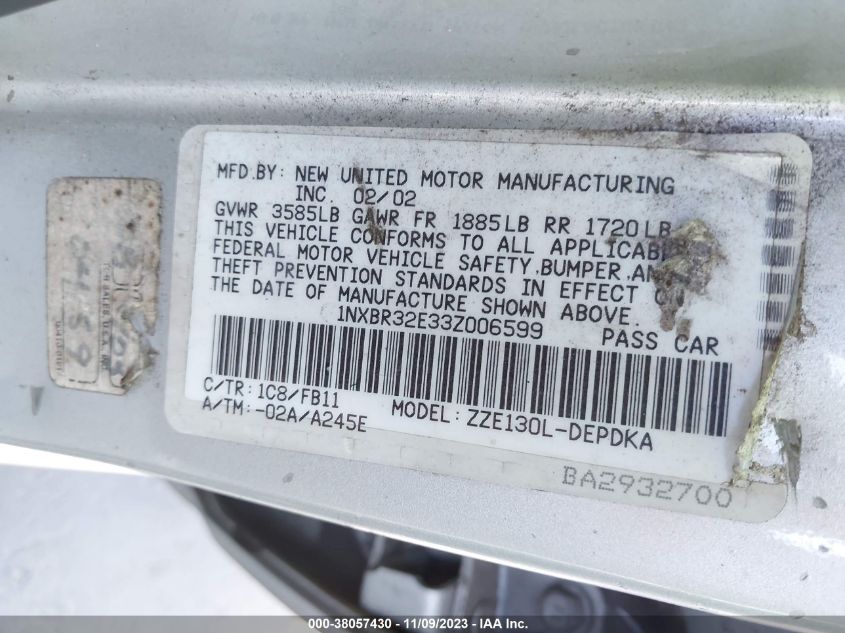 MFD.BY: NEW UNITED MOTOR MANUFACTURING
INC. 02/02
GVWR 3585LB GAWR FR 1885LB RR 1720LB
THIS VEHICLE CONFORMS TO ALL APPLICABLE
FEDERAL MOTOR VEHICLE SAFETY, BUMPER, AN
THEFT PREVENTION STANDARDS IN EFFECT ON
THE DATE OF MANUFACTURE SHOWN ABOVE.
1NXBR32E33Z006599 PASS CAR
C/TR: 1C8/FB11
A/TM: -02A/A245E MODEL: ZZE130L-DEPDKA
BA2932700
000-38057430 - 11/09/2023 - IAA Inc.